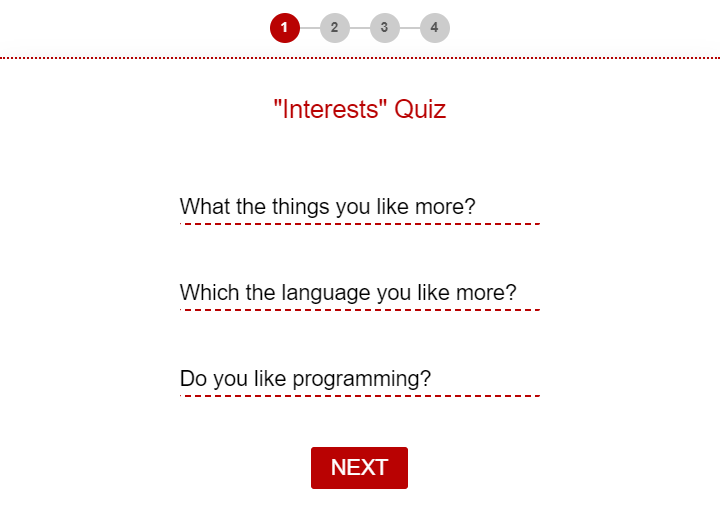 1 2 3 4
"Interests" Quiz
What the things you like more?
Which the language you like more?
Do you like programming?
NEXT